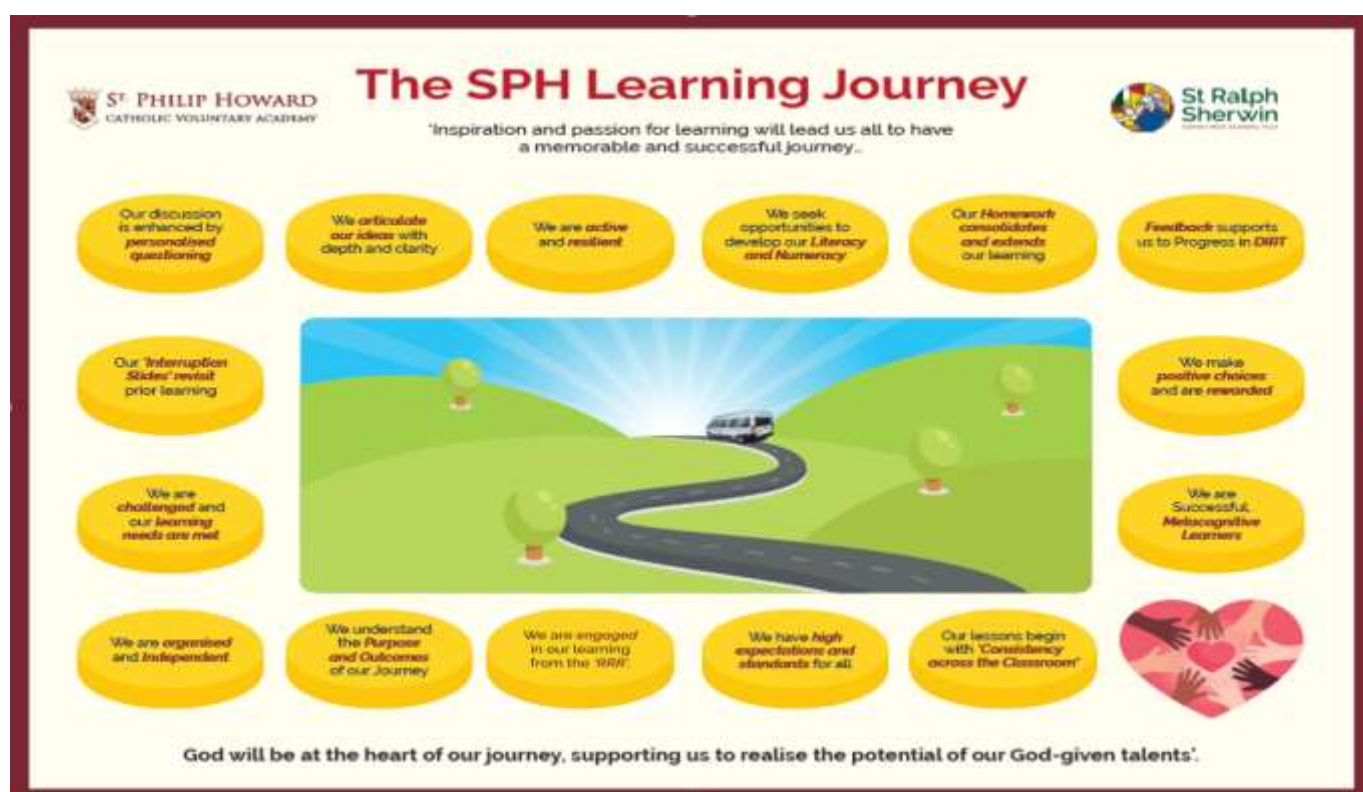 The SPH Learning Journey
Sᵀ PHILIP HOWARD
CATHOLIC VOLUNTARY ACADEMY
'Inspiration and passion for learning will lead us all to have
a memorable and successful journey...
St Ralph
Sherwin
Our discussion
is enhanced by
personalised
questioning
We articulate
our ideas with
depth and clarity
We are active
and resilient
We seek
opportunities to
develop our Literacy
and Numeracy
Our Homework
consolidates
and extends
our learning
Feedback supports
us to Progress in DIRT
Our 'Interruption
Slides' revisit
prior learning
We make
positive choices
and are rewarded
We are
challenged and
our learning
needs are met
We are
Successful,
Metacognitive
Learners
We are organised
and Independent
We understand
the Purpose
and Outcomes
of our Journey
We are engaged
in our learning
from the 'RRR'.
We have high
expectations and
standards for all
Our lessons begin
with 'Consistency
across the Classroom'
God will be at the heart of our journey, supporting us to realise the potential of our God-given talents'.